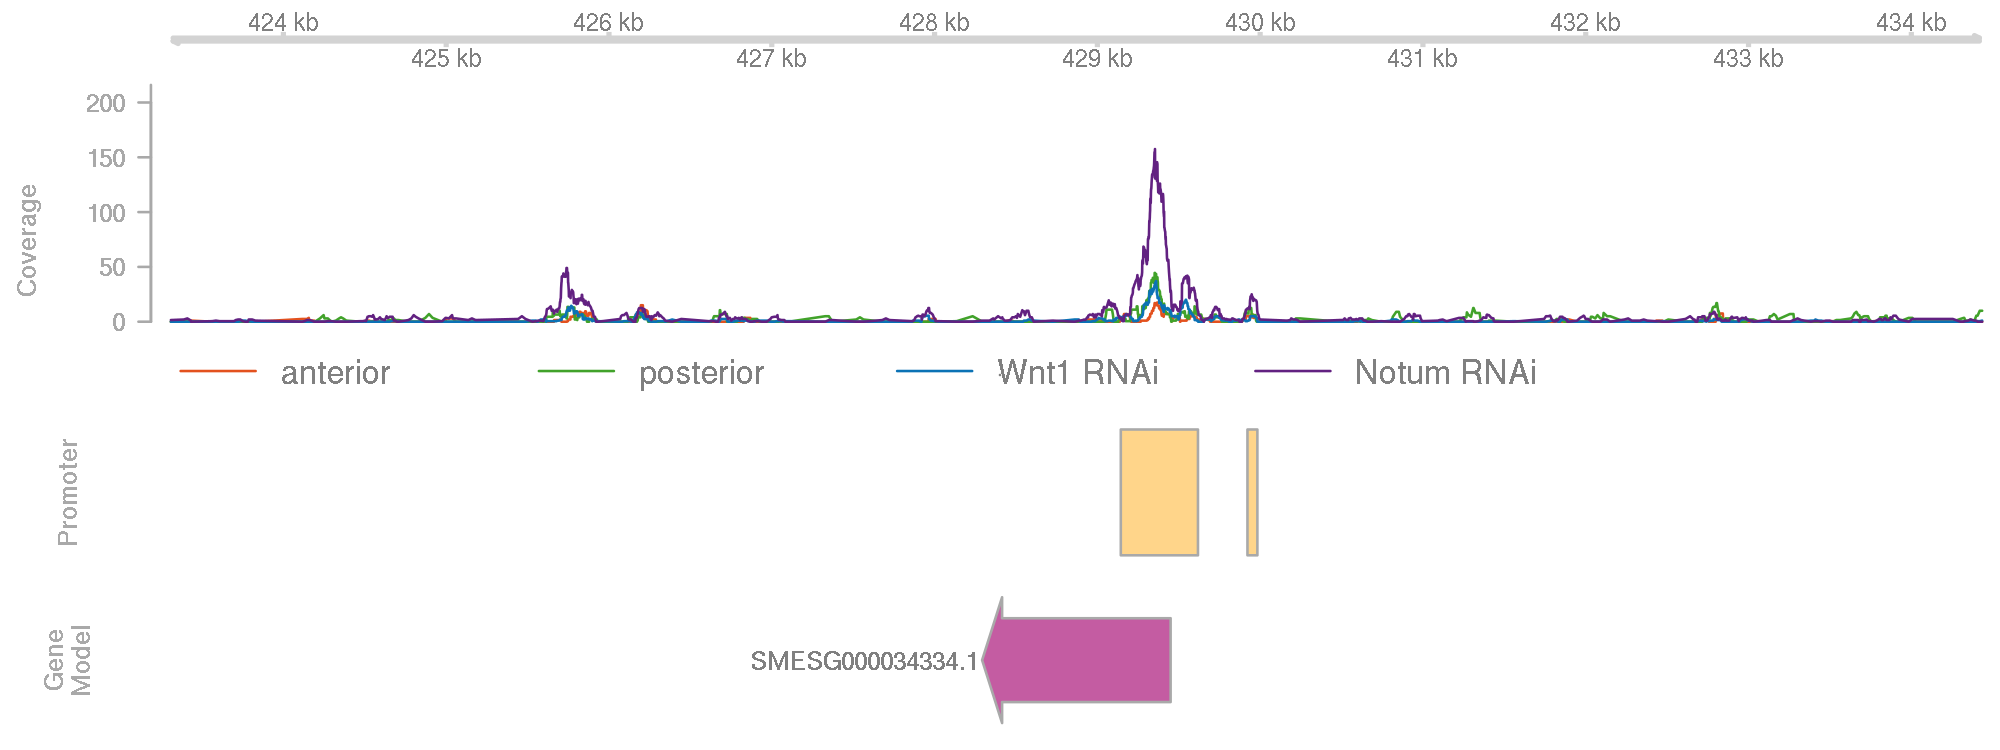 424 kb 426 kb 428 kb 430 kb 432 kb 434 kb
425 kb 427 kb 429 kb 431 kb 433 kb
200
150
100
50
0
Coverage
anterior posterior Wnt1 RNAi Notum RNAi
Promoter
Gene
Model
SMESG000034334.1